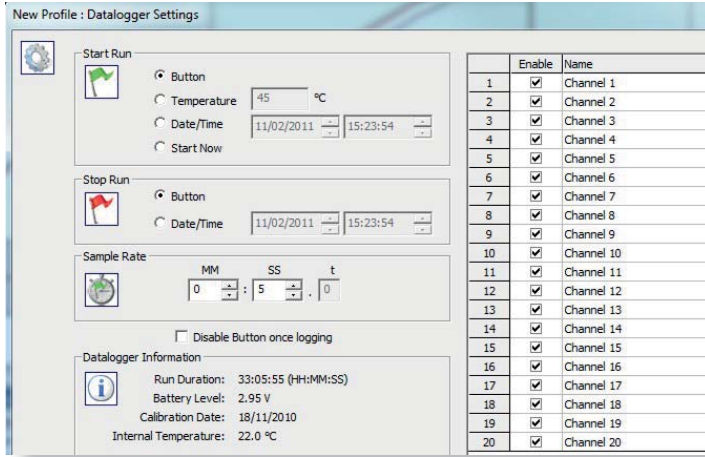 New Profile : Datalogger Settings
Start Run
Button
Temperature 45 °C
Date/Time 11/02/2011 15:23:54
Start Now
Stop Run
Button
Date/Time 11/02/2011 15:23:54
Sample Rate
MM SS t
0 : 5 . 0
Disable Button once logging
Datalogger Information
Run Duration: 33:05:55 (HH:MM:SS)
Battery Level: 2.95 V
Calibration Date: 18/11/2010
Internal Temperature: 22.0 °C
Enable Name
1 Channel 1
2 Channel 2
3 Channel 3
4 Channel 4
5 Channel 5
6 Channel 6
7 Channel 7
8 Channel 8
9 Channel 9
10 Channel 10
11 Channel 11
12 Channel 12
13 Channel 13
14 Channel 14
15 Channel 15
16 Channel 16
17 Channel 17
18 Channel 18
19 Channel 19
20 Channel 20